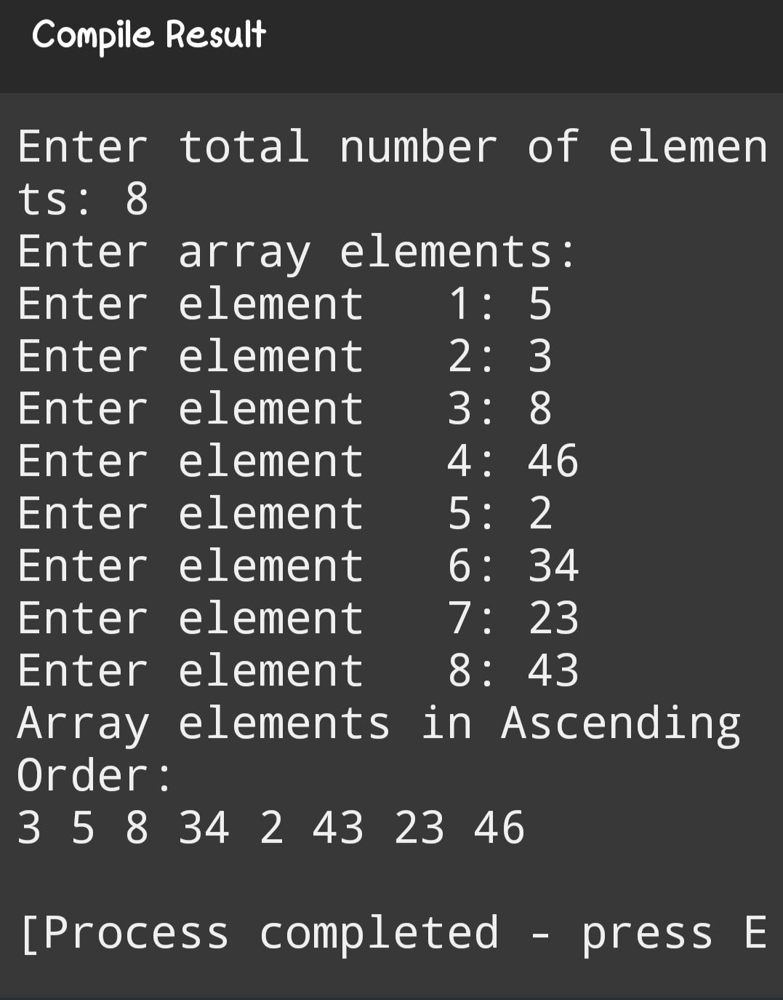 Compile Result
Enter total number of elemen
ts: 8
Enter array elements:
Enter element   1: 5
Enter element   2: 3
Enter element   3: 8
Enter element   4: 46
Enter element   5: 2
Enter element   6: 34
Enter element   7: 23
Enter element   8: 43
Array elements in Ascending
Order:
3 5 8 34 2 43 23 46
[Process completed - press E